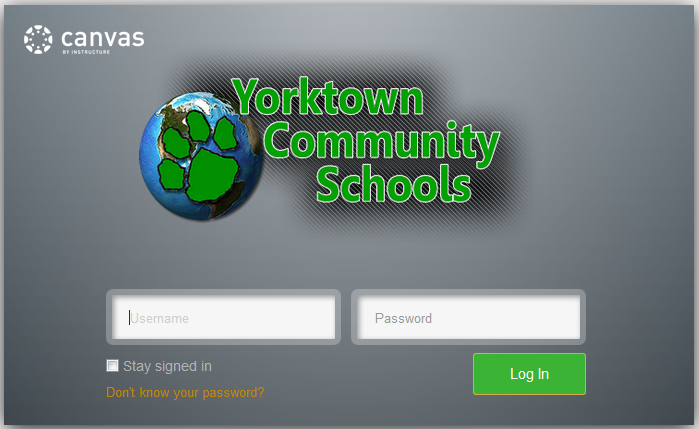 canvas
BY INSTRUCTURE
Yorktown
Community
Schools
Username
Password
Stay signed in
Log In
Don't know your password?